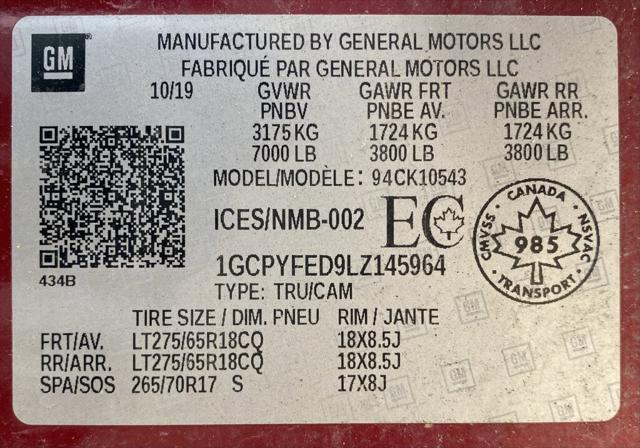 GM
MANUFACTURED BY GENERAL MOTORS LLC
FABRIQUÉ PAR GENERAL MOTORS LLC
10/19 GVWR GAWR FRT GAWR RR
PNBV PNBE AV. PNBE ARR.
3175 KG 1724 KG 1724 KG
7000 LB 3800 LB 3800 LB
MODEL/MODÈLE: 94CK10543
ICES/NMB-002 EC
CANADA
CMVSS 985 NSVAC
TRANSPORT
1GCPYFED9LZ145964
434B
TYPE: TRU/CAM
TIRE SIZE / DIM. PNEU RIM / JANTE
FRT/AV. LT275/65R18CQ 18X8.5J
RR/ARR. LT275/65R18CQ 18X8.5J
SPA/SOS 265/70R17 S 17X8J